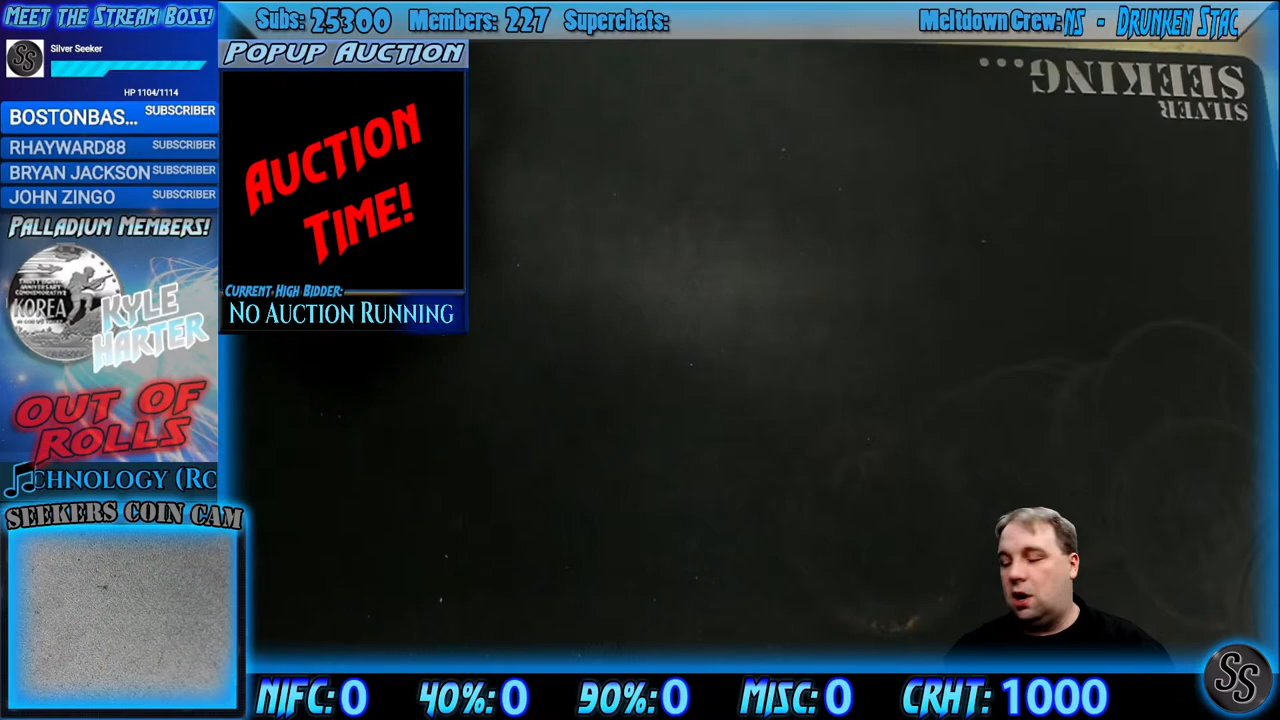 MEET THE STREAM BOSS!
Silver Seeker
HP 1104/1114
BOSTONBAS... SUBSCRIBER
RHAYWARD88 SUBSCRIBER
BRYAN JACKSON SUBSCRIBER
JOHN ZINGO SUBSCRIBER
PALLADIUM MEMBERS!
KOREA
KYLE HARTER
OUT OF
ROLLS
CHNOLOGY (RO
SEEKERS COIN CAM
SUBS: 25300 MEMBERS: 227 SUPERCHATS:
MELTDOWN CREW: NS - DRUNKEN STAC
POPUP AUCTION
AUCTION
TIME!
CURRENT HIGH BIDDER:
NO AUCTION RUNNING
SILVER
SEEKING...
NIFC: 0 40%: 0 90%: 0 MISC: 0 CRHT: 1000
SS